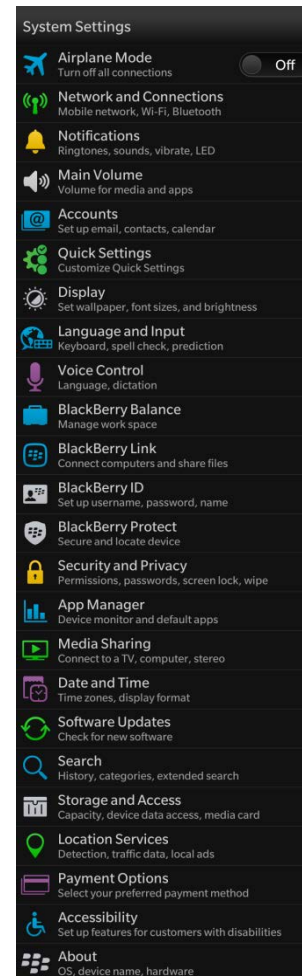 System Settings
Airplane Mode
Turn off all connections
Off
Network and Connections
Mobile network, Wi-Fi, Bluetooth
Notifications
Ringtones, sounds, vibrate, LED
Main Volume
Volume for media and apps
Accounts
Set up email, contacts, calendar
Quick Settings
Customize Quick Settings
Display
Set wallpaper, font sizes, and brightness
Language and Input
Keyboard, spell check, prediction
Voice Control
Language, dictation
BlackBerry Balance
Manage work space
BlackBerry Link
Connect computers and share files
BlackBerry ID
Set up username, password, name
BlackBerry Protect
Secure and locate device
Security and Privacy
Permissions, passwords, screen lock, wipe
App Manager
Device monitor and default apps
Media Sharing
Connect to a TV, computer, stereo
Date and Time
Time zones, display format
Software Updates
Check for new software
Search
History, categories, extended search
Storage and Access
Capacity, device data access, media card
Location Services
Detection, traffic data, local ads
Payment Options
Select your preferred payment method
Accessibility
Set up features for customers with disabilities
About
OS, device name, hardware